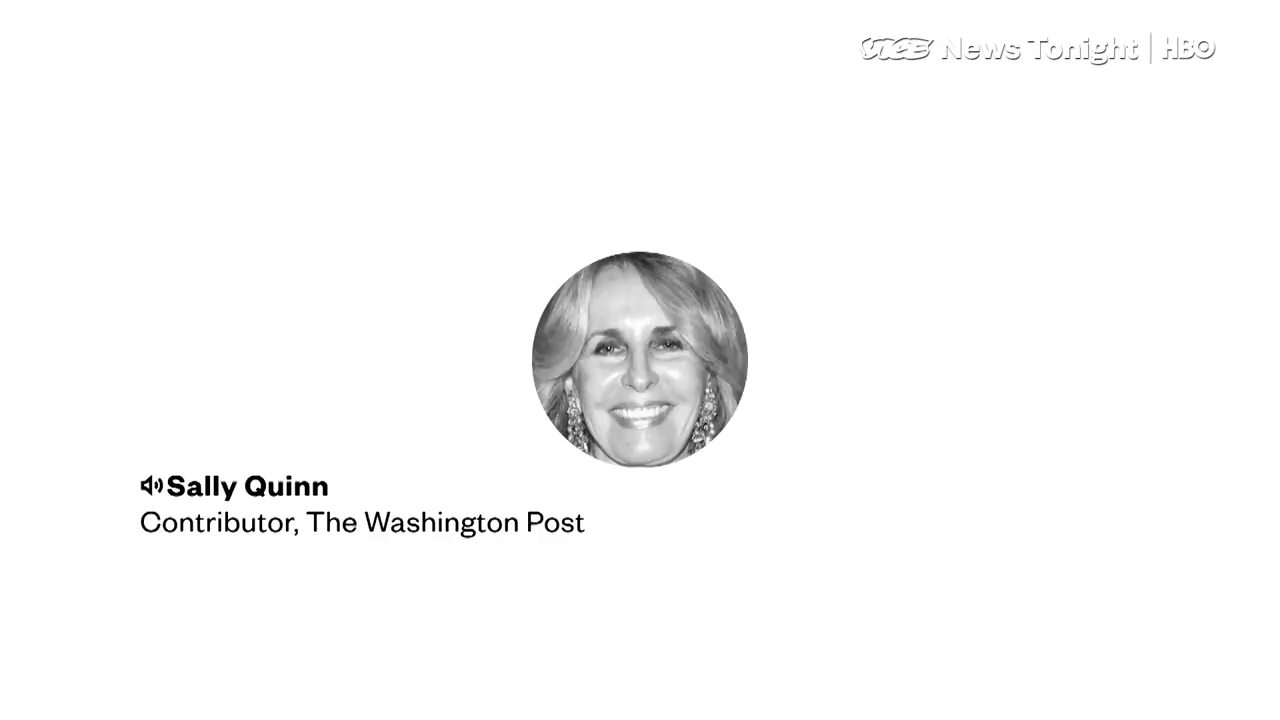 VICE News Tonight | HBO
Sally Quinn
Contributor, The Washington Post